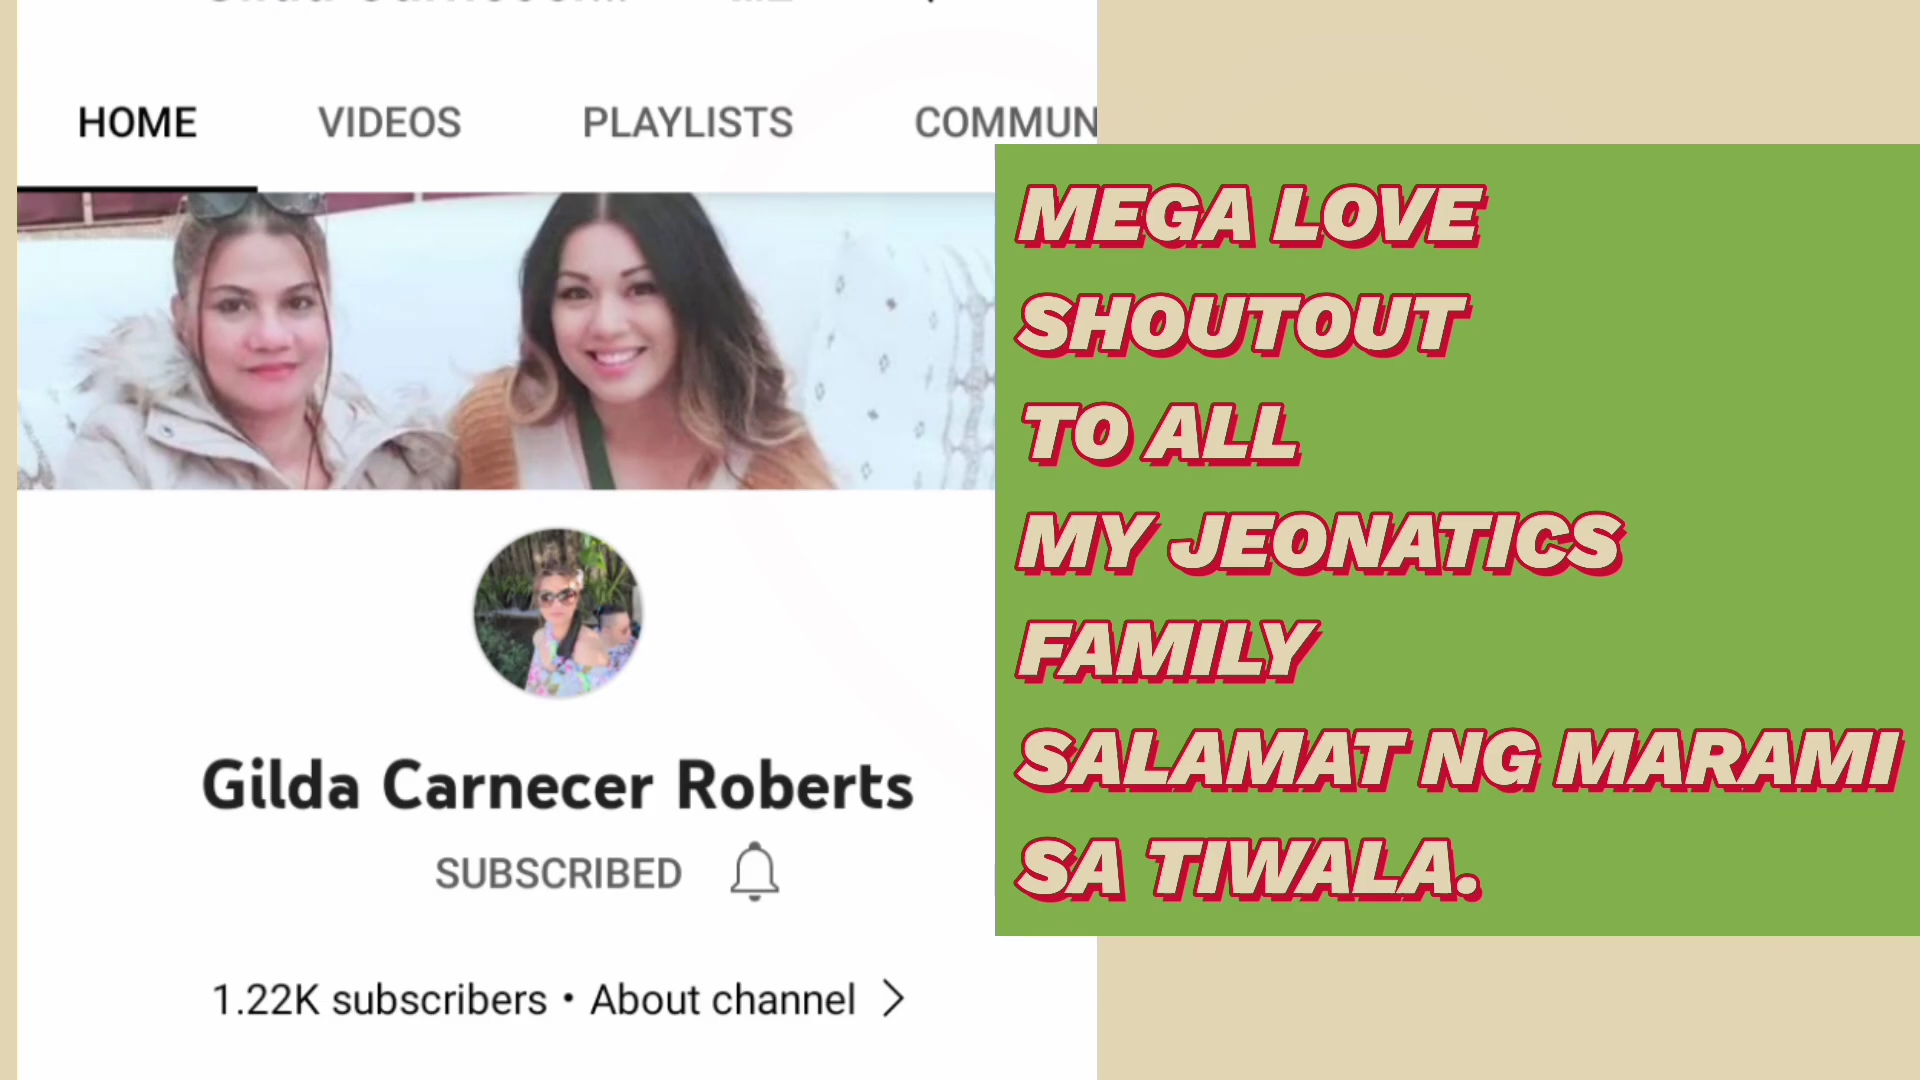 HOME VIDEOS PLAYLISTS COMMUN
Gilda Carnecer Roberts
SUBSCRIBED
1.22K subscribers • About channel
MEGA LOVE
SHOUTOUT
TO ALL
MY JEONATICS
FAMILY
SALAMAT NG MARAMI
SA TIWALA.